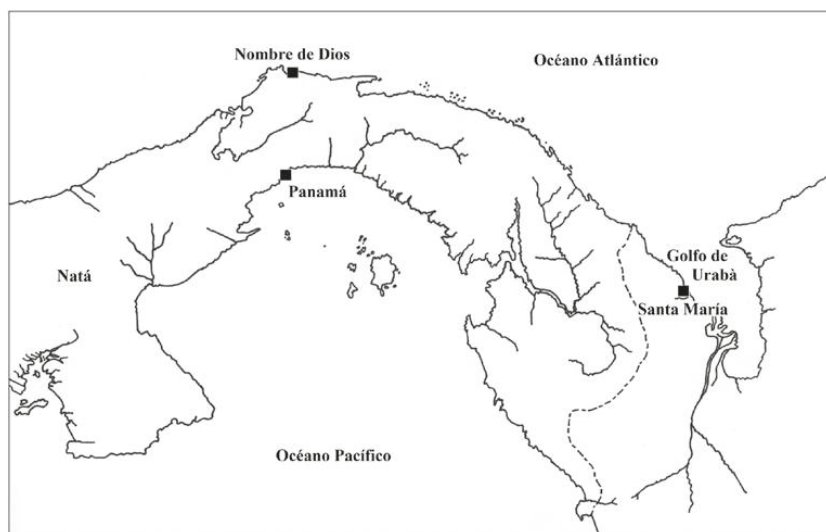 Nombre de Dios
Océano Atlántico
Panamá
Natá
Golfo de
Urabà
Santa María
Océano Pacífico